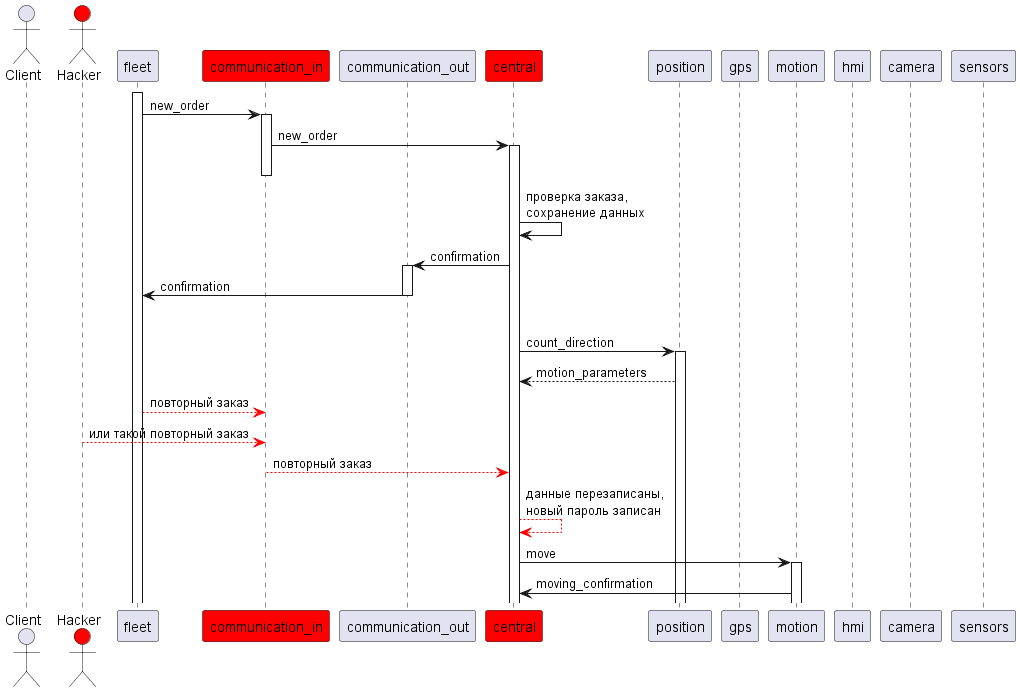 Client
Hacker
fleet
communication_in
communication_out
central
position
gps
motion
hmi
camera
sensors
new_order
new_order
проверка заказа,
сохранение данных
confirmation
confirmation
count_direction
motion_parameters
повторный заказ
или такой повторный заказ
повторный заказ
данные перезаписаны,
новый пароль записан
move
moving_confirmation
Client
Hacker
fleet
communication_in
communication_out
central
position
gps
motion
hmi
camera
sensors